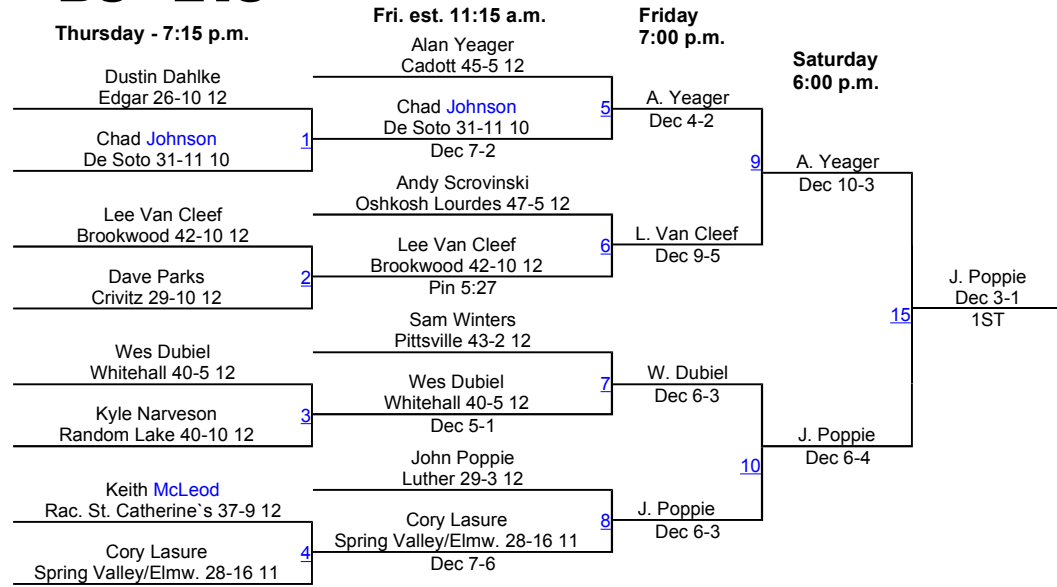 Thursday - 7:15 p.m.
Dustin Dahlke
Edgar 26-10 12
Chad Johnson
De Soto 31-11 10
1
Lee Van Cleef
Brookwood 42-10 12
Dave Parks
Crivitz 29-10 12
2
Wes Dubiel
Whitehall 40-5 12
Kyle Narveson
Random Lake 40-10 12
3
Keith McLeod
Rac. St. Catherine`s 37-9 12
Cory Lasure
Spring Valley/Elmw. 28-16 11
4
Fri. est. 11:15 a.m.
Alan Yeager
Cadott 45-5 12
Chad Johnson
De Soto 31-11 10
Dec 7-2
5
Andy Scrovinski
Oshkosh Lourdes 47-5 12
Lee Van Cleef
Brookwood 42-10 12
Pin 5:27
6
Sam Winters
Pittsville 43-2 12
Wes Dubiel
Whitehall 40-5 12
Dec 5-1
7
John Poppie
Luther 29-3 12
Cory Lasure
Spring Valley/Elmw. 28-16 11
Dec 7-6
8
Friday
7:00 p.m.
A. Yeager
Dec 4-2
9
L. Van Cleef
Dec 9-5
W. Dubiel
Dec 6-3
10
J. Poppie
Dec 6-3
Saturday
6:00 p.m.
A. Yeager
Dec 10-3
15
J. Poppie
Dec 6-4
J. Poppie
Dec 3-1
1ST